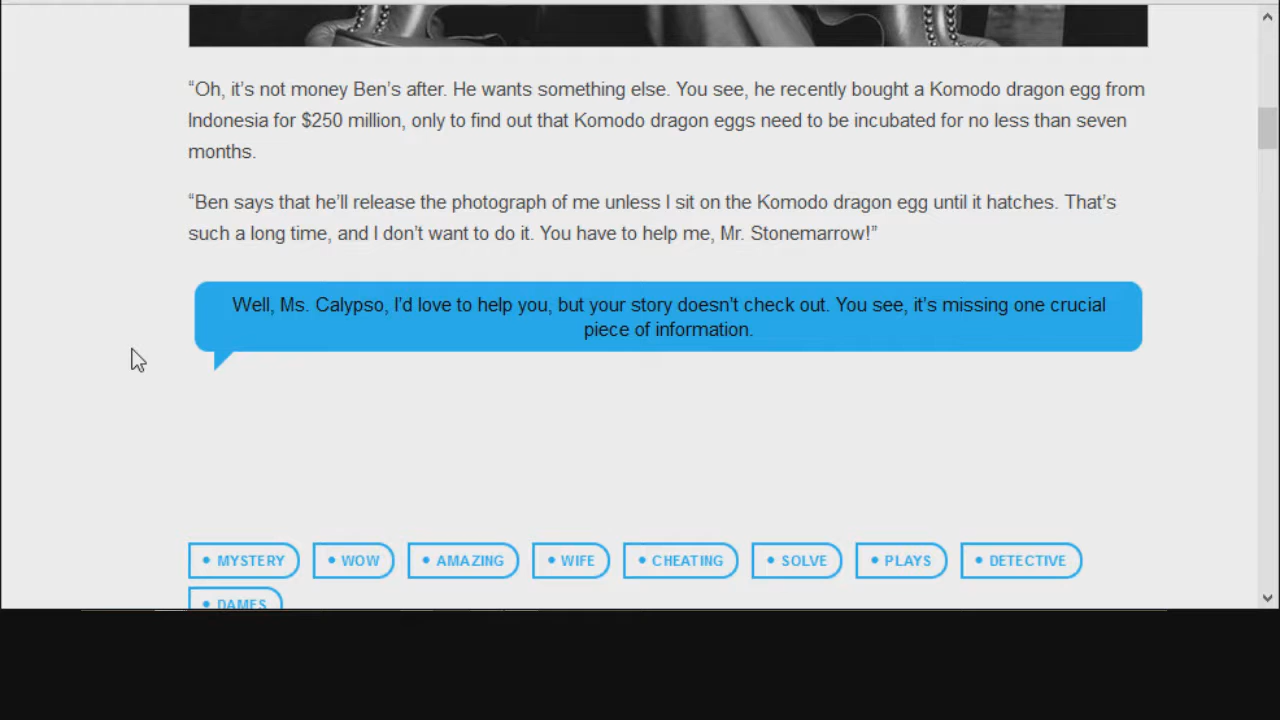 “Oh, it’s not money Ben’s after. He wants something else. You see, he recently bought a Komodo dragon egg from
Indonesia for $250 million, only to find out that Komodo dragon eggs need to be incubated for no less than seven
months.
“Ben says that he’ll release the photograph of me unless I sit on the Komodo dragon egg until it hatches. That’s
such a long time, and I don’t want to do it. You have to help me, Mr. Stonemarrow!”
Well, Ms. Calypso, I’d love to help you, but your story doesn’t check out. You see, it’s missing one crucial
piece of information.
• MYSTERY • WOW • AMAZING • WIFE • CHEATING • SOLVE • PLAYS • DETECTIVE
• DAMES